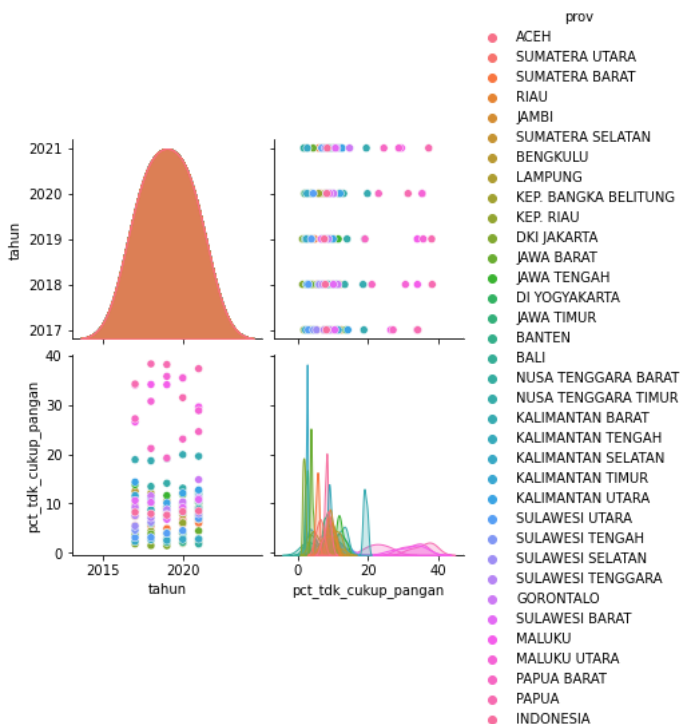 prov
ACEH
SUMATERA UTARA
SUMATERA BARAT
RIAU
JAMBI
SUMATERA SELATAN
BENGKULU
LAMPUNG
KEP. BANGKA BELITUNG
KEP. RIAU
DKI JAKARTA
JAWA BARAT
JAWA TENGAH
DI YOGYAKARTA
JAWA TIMUR
BANTEN
BALI
NUSA TENGGARA BARAT
NUSA TENGGARA TIMUR
KALIMANTAN BARAT
KALIMANTAN TENGAH
KALIMANTAN SELATAN
KALIMANTAN TIMUR
KALIMANTAN UTARA
SULAWESI UTARA
SULAWESI TENGAH
SULAWESI SELATAN
SULAWESI TENGGARA
GORONTALO
SULAWESI BARAT
MALUKU
MALUKU UTARA
PAPUA BARAT
PAPUA
INDONESIA
tahun
2021
2020
2019
2018
2017
pct_tdk_cukup_pangan
40
30
20
10
0
2015
2020
tahun
0
20
40
pct_tdk_cukup_pangan